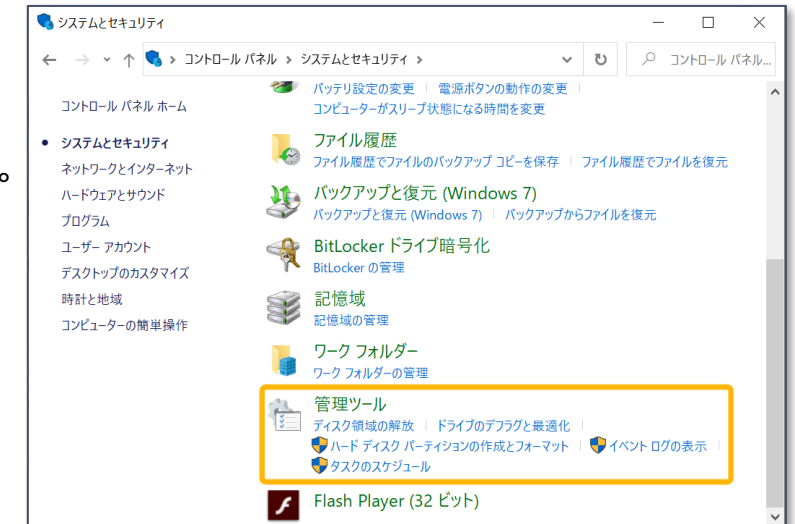 システムとセキュリティ
コントロール パネル > システムとセキュリティ >
コントロール パネル...
コントロール パネル ホーム
システムとセキュリティ
ネットワークとインターネット
ハードウェアとサウンド
プログラム
ユーザー アカウント
デスクトップのカスタマイズ
時計と地域
コンピューターの簡単操作
バッテリ設定の変更 | 電源ボタンの動作の変更 |
コンピューターがスリープ状態になる時間を変更
ファイル履歴
ファイル履歴でファイルのバックアップ コピーを保存 | ファイル履歴でファイルを復元
バックアップと復元 (Windows 7)
バックアップと復元 (Windows 7) | バックアップからファイルを復元
BitLocker ドライブ暗号化
BitLocker の管理
記憶域
記憶域の管理
ワーク フォルダー
ワーク フォルダーの管理
管理ツール
ディスク領域の解放 | ドライブのデフラグと最適化 |
ハード ディスク パーティションの作成とフォーマット | イベント ログの表示 |
タスクのスケジュール
Flash Player (32 ビット)
。